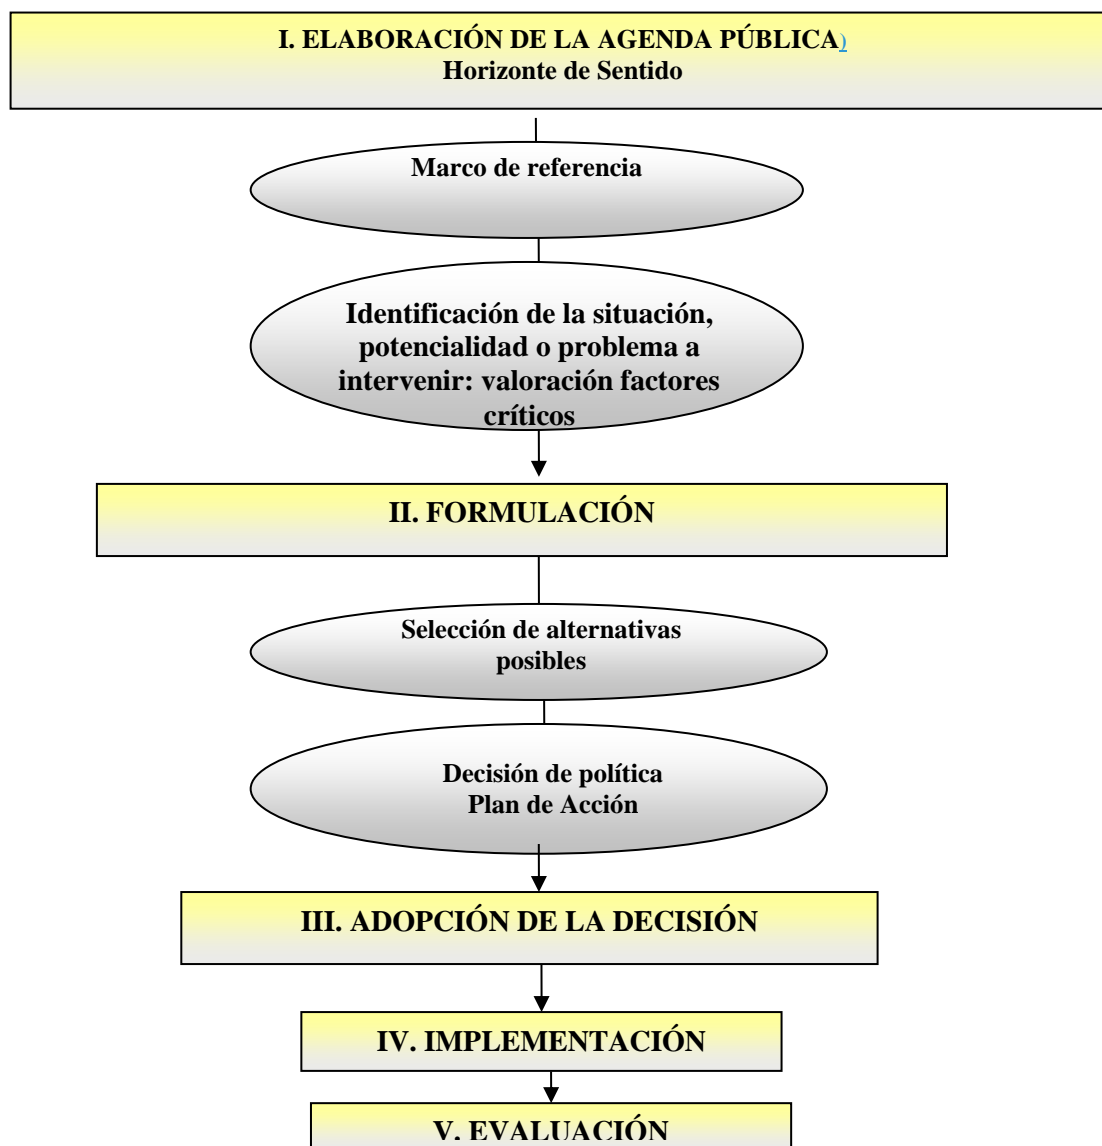 I. ELABORACIÓN DE LA AGENDA PÚBLICA)
Horizonte de Sentido
Marco de referencia
Identificación de la situación,
potencialidad o problema a
intervenir: valoración factores
críticos
II. FORMULACIÓN
Selección de alternativas
posibles
Decisión de política
Plan de Acción
III. ADOPCIÓN DE LA DECISIÓN
IV. IMPLEMENTACIÓN
V. EVALUACIÓN